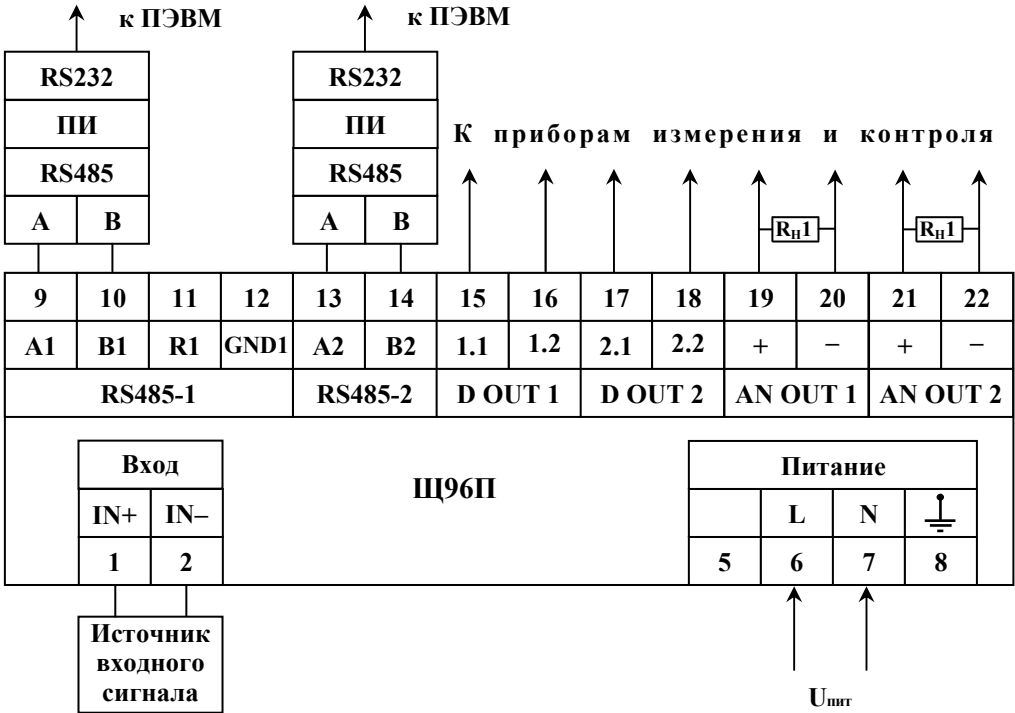 к ПЭВМ к ПЭВМ
RS232 RS232
ПИ ПИ
К приборам измерения и контроля
RS485 RS485
A B A B
Rн1 Rн1
9 10 11 12 13 14 15 16 17 18 19 20 21 22
A1 B1 R1 GND1 A2 B2 1.1 1.2 2.1 2.2 + − + −
RS485-1 RS485-2 D OUT 1 D OUT 2 AN OUT 1 AN OUT 2
Вход Щ96П Питание
IN+ IN− L N
1 2 5 6 7 8
Источник
входного
сигнала
Uпит